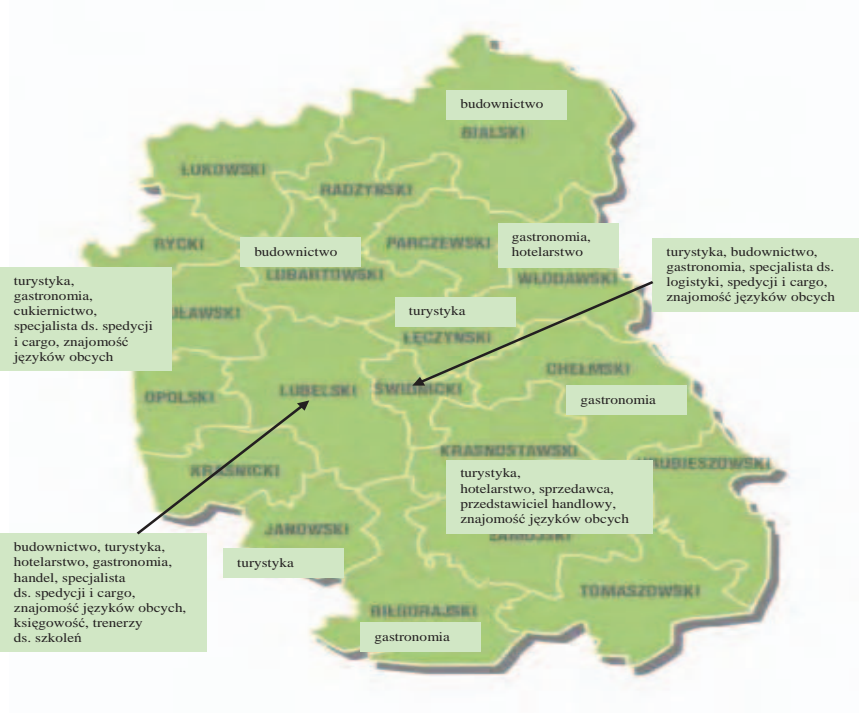 budownictwo
BIALSKI
ŁUKOWSKI
RADZYŃSKI
RYCKI
budownictwo
PARCZEWSKI
gastronomia,
hotelarstwo
turystyka, budownictwo,
gastronomia, specjalista ds.
logistyki, spedycji i cargo,
znajomość języków obcych
LUBARTOWSKI
WŁODAWSKI
turystyka,
gastronomia,
cukiernictwo,
specjalista ds. spedycji
i cargo, znajomość
języków obcych
turystyka
ŁĘCZYŃSKI
CHEŁMSKI
OPOLSKI
LUBELSKI
ŚWIDNICKI
gastronomia
KRASNOSTAWSKI
KRAŚNICKI
turystyka,
hotelarstwo, sprzedawca,
przedstawiciel handlowy,
znajomość języków obcych
JANOWSKI
budownictwo, turystyka,
hotelarstwo, gastronomia,
handel, specjalista
ds. spedycji i cargo,
znajomość języków obcych,
księgowość, trenerzy
ds. szkoleń
turystyka
TOMASZOWSKI
BIŁGORAJSKI
gastronomia